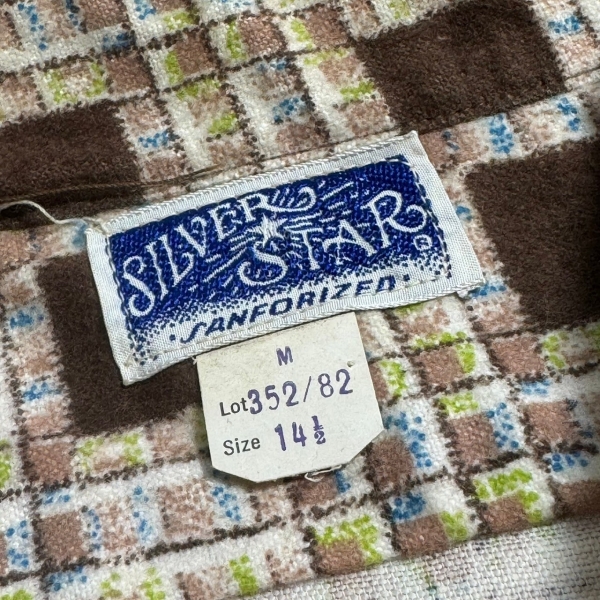 SILVER
STAR
SANFORIZED
M
Lot 352/82
Size 14½